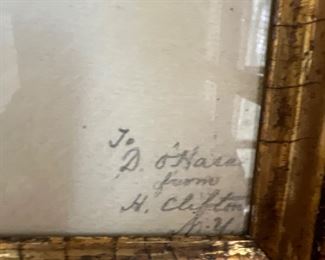 To
D. O'Hara
from
H. Clifton
N.Y.